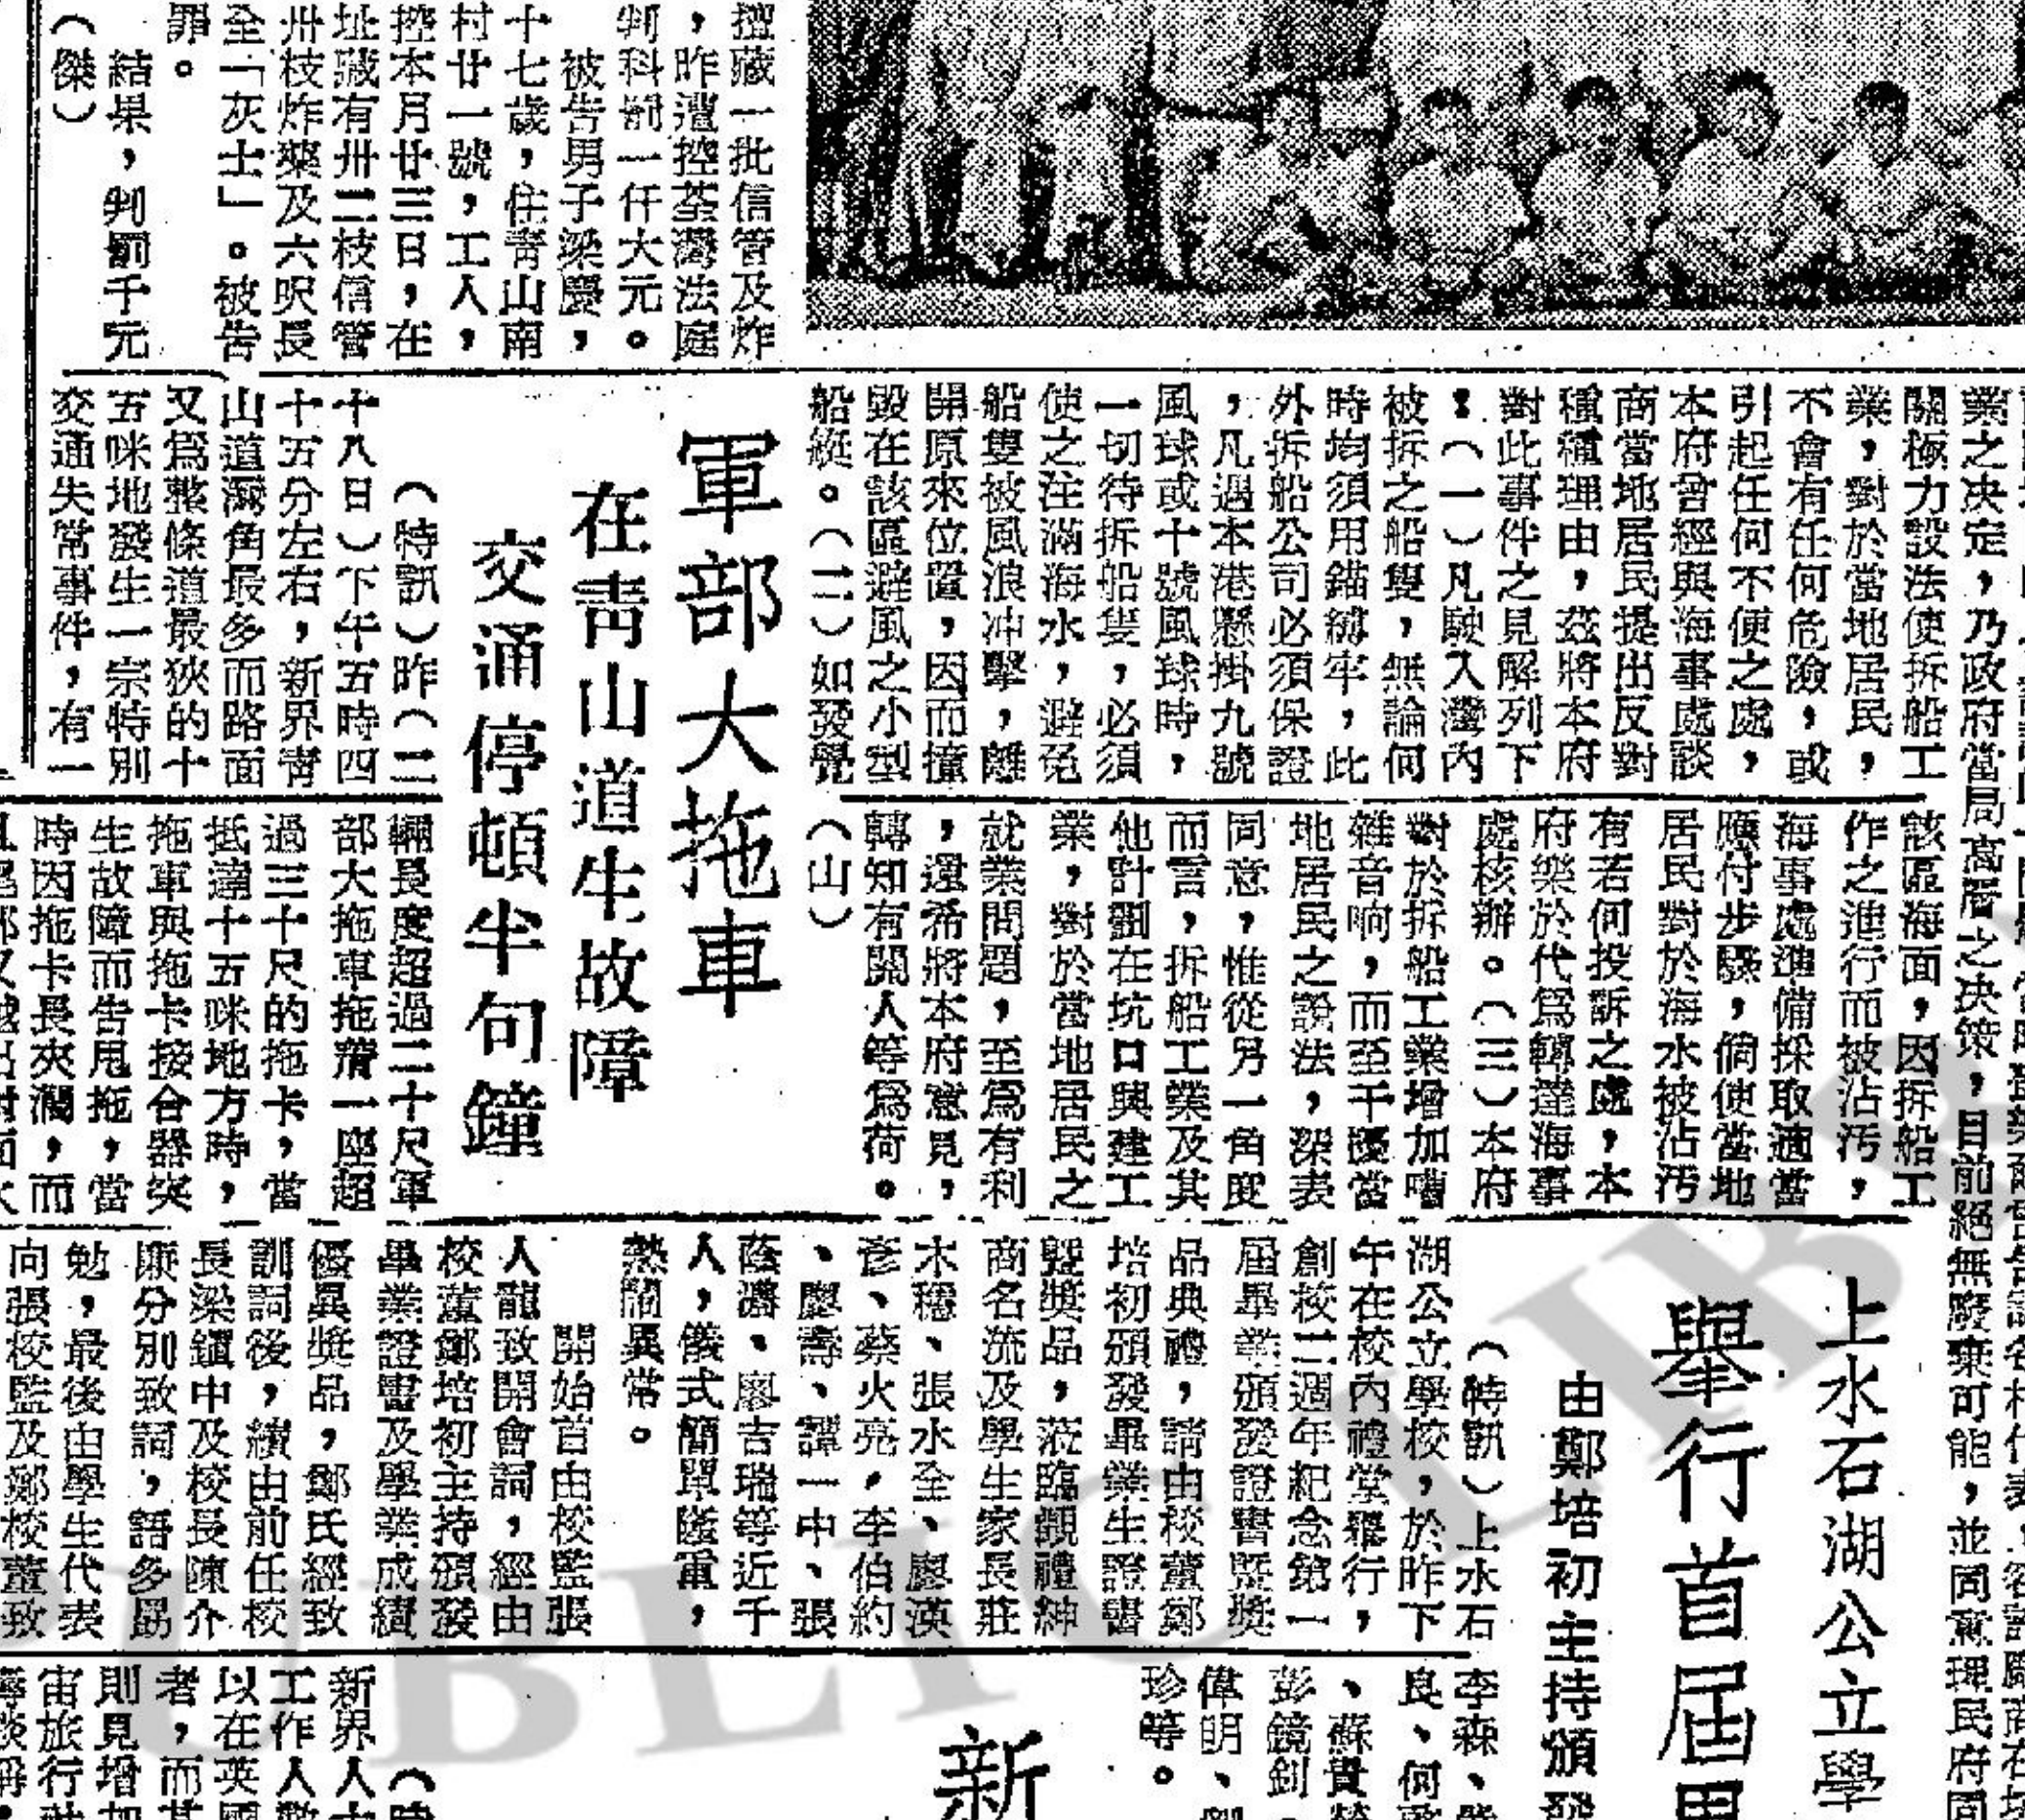 擅藏一批信管及炸
，昨遭控荃灣法庭
判科罰一仟大元。
被告男子梁慶，
十七歲，住靑山南
村廿一號，工人，
控本月廿三日，在
址藏有卅二枝信管
卅枝炸藥及六呎長
全「灰士」。被告
罪。
結果，判罰千元
（傑）
業之決定，乃政府當局高層之決策，目前絕無廢棄可能，並同意理民府
關極力設法使拆船工
業，對於當地居民，
不會有任何危險，或
引起任何不便之處，
本府曾經與海事處談
商當地居民提出反對
種種理由，茲將本府
對此事件之見解列下
：（一）凡駛入灣內
被拆之船隻，無論何
時均須用錨綁牢，此
外拆船公司必須保證
，凡遇本港懸掛九號
風球或十號風球時，
一切待拆船隻，必須
使之注滿海水，避免
船隻被風浪冲擊，離
開原來位置，因而撞
毀在該區避風之小型
船艇。（二）如發覺
該區海面，因拆船工
作之進行而被沾汚，
海事處準備採取適當
應付步驟，倘使當地
居民對於海水被沾汚
有若何投訴之處，本
府樂於代爲轉達海事
處核辦。（三）本府
對於拆船工業增加嘈
雜音响，而至干擾當
地居民之說法，深表
同意，惟從另一角度
而言，拆船工業及其
他計劃在坑口興建工
業，對於當地居民之
就業問題，至爲有利
，還希將本府意見，
轉知有關人等爲荷。
（山）
軍部大拖車
在靑山道生故障
交通停頓半句鐘
（特訊）昨（二
十八日）下午五時四
十五分左右，新界靑
山道灣角最多而路面
又爲整條道最狹的十
五咪地發生一宗特別
交通失常事件，有一
輛長度超過二十尺軍
部大拖車拖着一座超
過三十尺的拖卡，當
抵達十五咪地方時，
拖車與拖卡接合器突
生故障而告甩拖，當
時因拖卡長夾濶，而
上水石湖公立學
舉行首屆畢
由鄭培初主持頒發
（特訊）上水石
湖公立學校，於昨下
午在校內禮堂舉行，
創校二週年紀念第一
屆畢業頒發證書暨獎
品典禮，請由校董鄭
培初頒發畢業生證書
暨獎品，蒞臨觀禮紳
商名流及學生家長莊
木穩、張水全、廖漢
彥、蔡火亮，李伯約
、廖壽、譚一中、張
蔭濤、廖吉瑞等近千
人，儀式簡單隆重，
熱鬧異常。
開始首由校監張
人龍致開會詞，經由
校董鄭培初主持頒發
畢業證書及學業成績
優異獎品，鄭氏經致
訓詞後，續由前任校
長梁鎭中及校長陳介
廉分別致詞，語多勗
勉，最後由學生代表
向張校監及鄭校董致
李森、
良、何
、蘇貴
彭鏡釗
偉明、
珍等。
新
新界人
工作人
以在英國
者，而其
則見增加
宙旅行社
PUBLIC LIBR